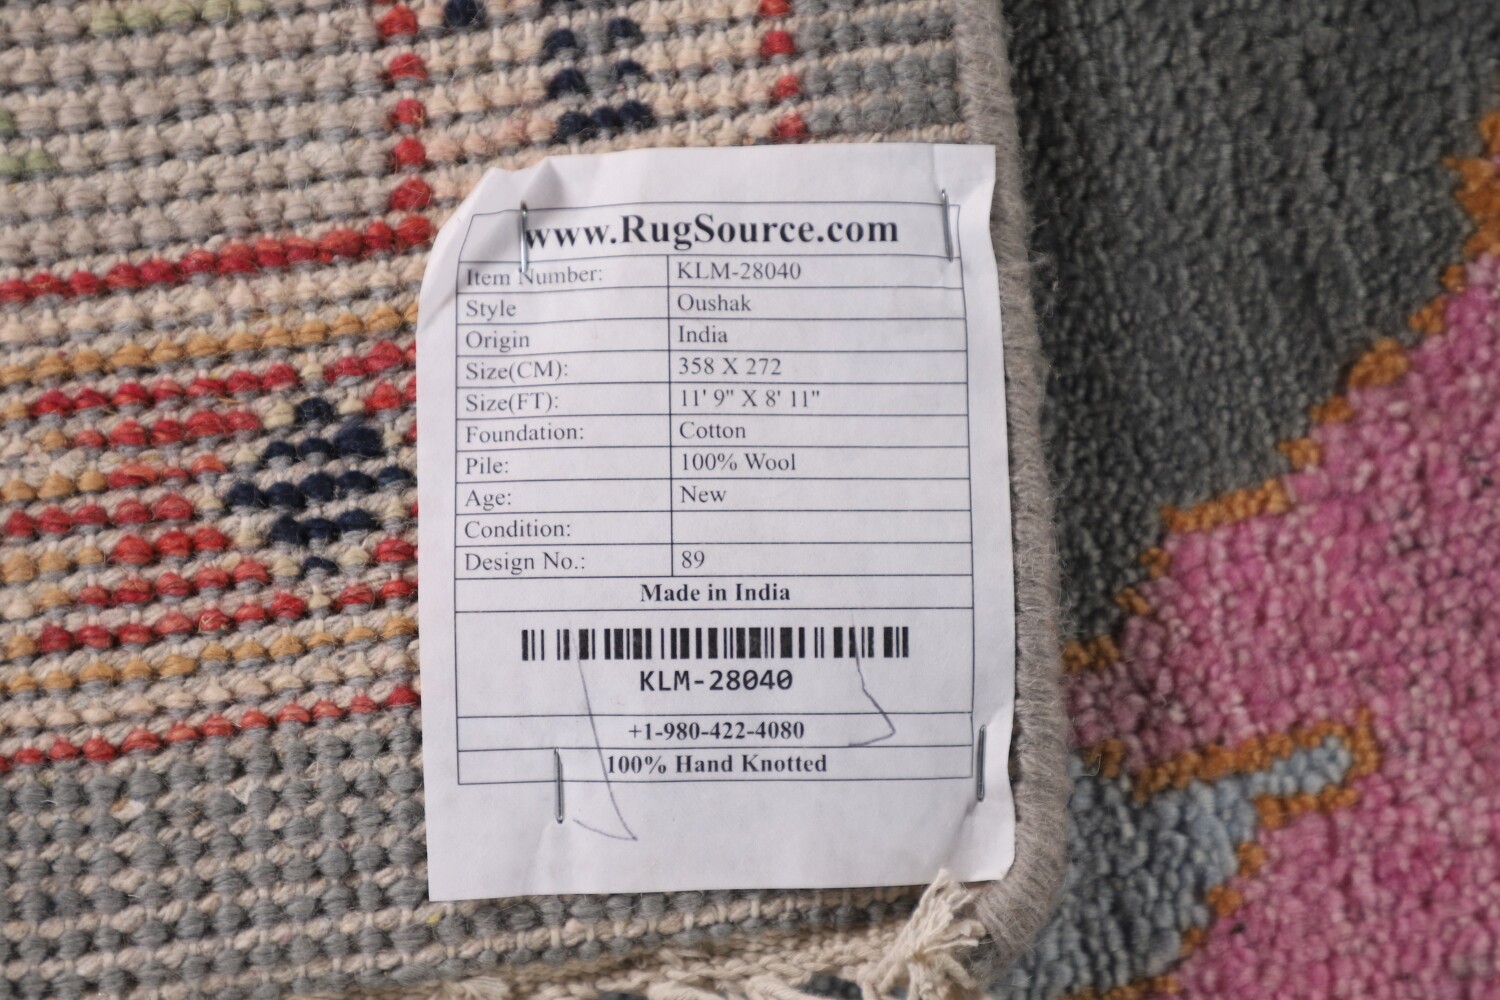 www.RugSource.com
Item Number: KLM-28040
Style Oushak
Origin India
Size(CM): 358 X 272
Size(FT): 11' 9" X 8' 11"
Foundation: Cotton
Pile: 100% Wool
Age: New
Condition:
Design No.: 89
Made in India
KLM-28040
+1-980-422-4080
100% Hand Knotted